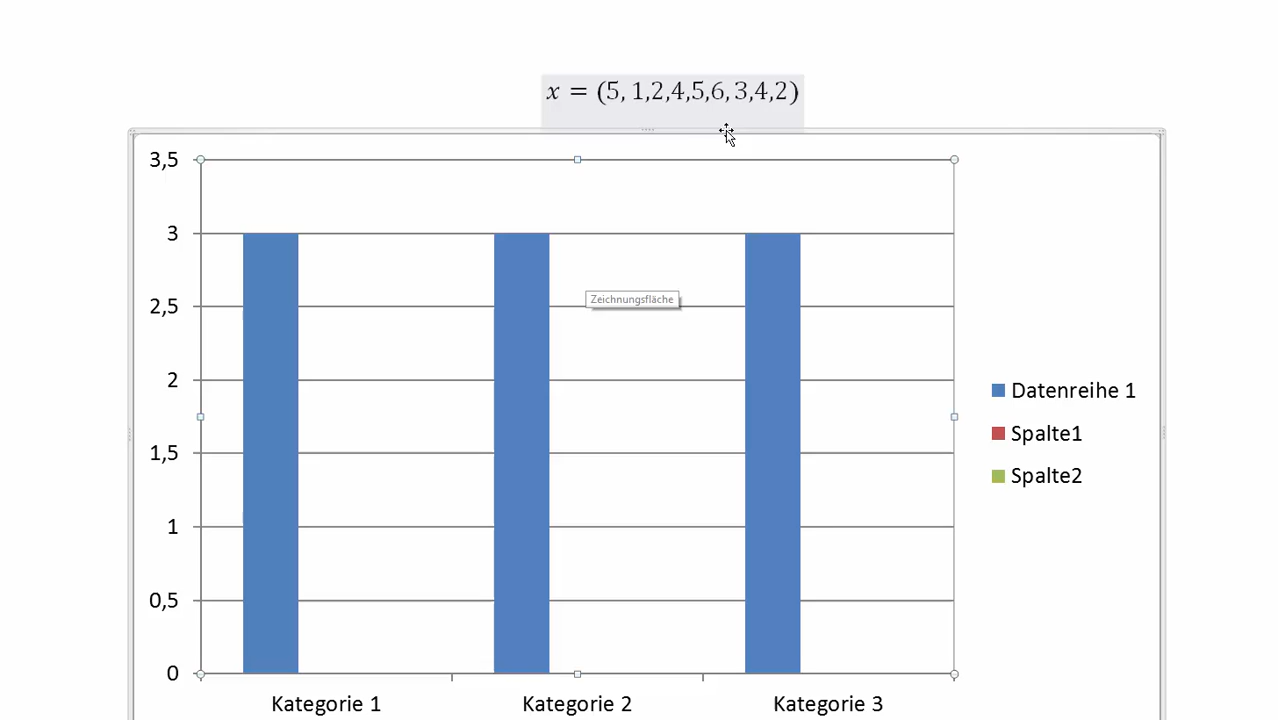 x = (5, 1,2,4,5,6, 3,4,2)
3,5
3
Zeichnungsfläche
2,5
2
Datenreihe 1
Spalte1
1,5
Spalte2
1
0,5
0
Kategorie 1 Kategorie 2 Kategorie 3